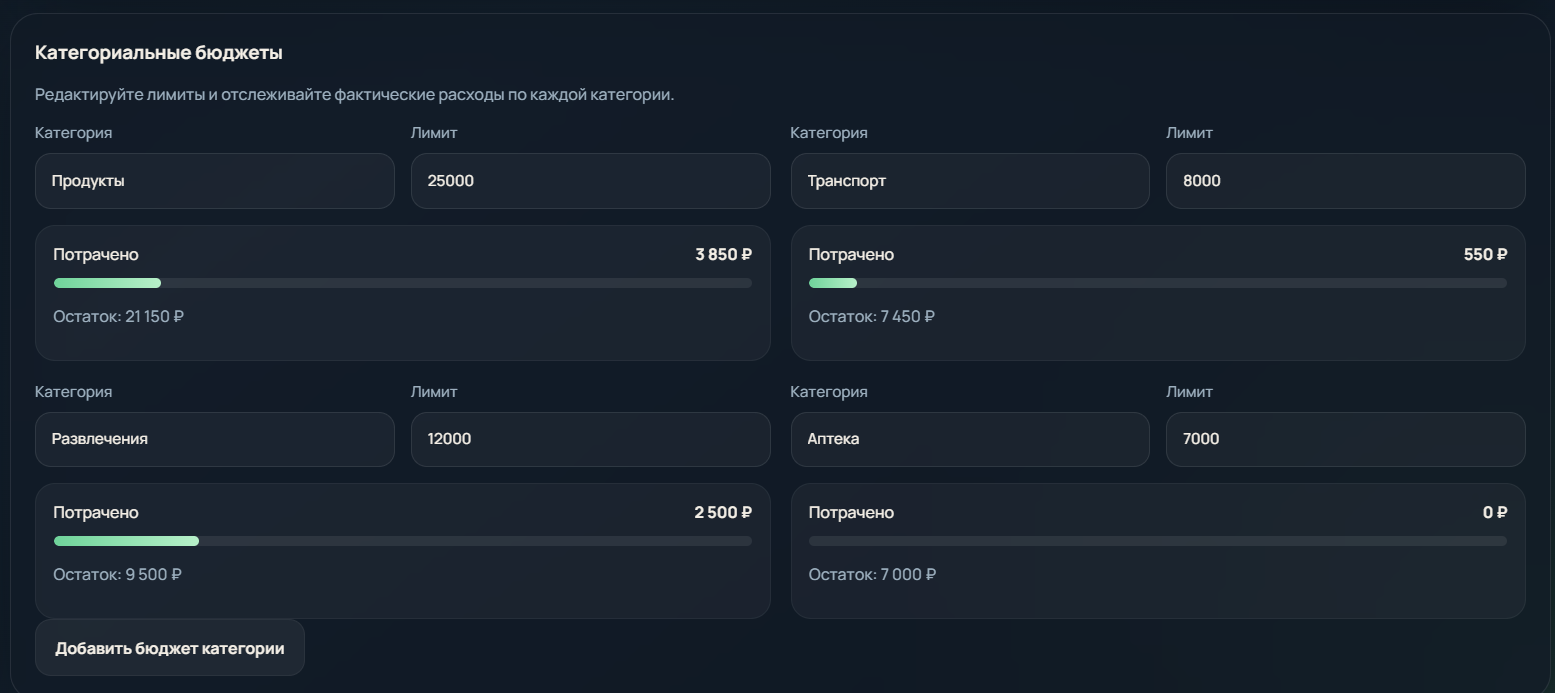 Категориальные бюджеты
Редактируйте лимиты и отслеживайте фактические расходы по каждой категории.
Категория Лимит Категория Лимит
Продукты 25000 Транспорт 8000
Потрачено 3 850 ₽ Потрачено 550 ₽
Остаток: 21 150 ₽ Остаток: 7 450 ₽
Категория Лимит Категория Лимит
Развлечения 12000 Аптека 7000
Потрачено 2 500 ₽ Потрачено 0 ₽
Остаток: 9 500 ₽ Остаток: 7 000 ₽
Добавить бюджет категории